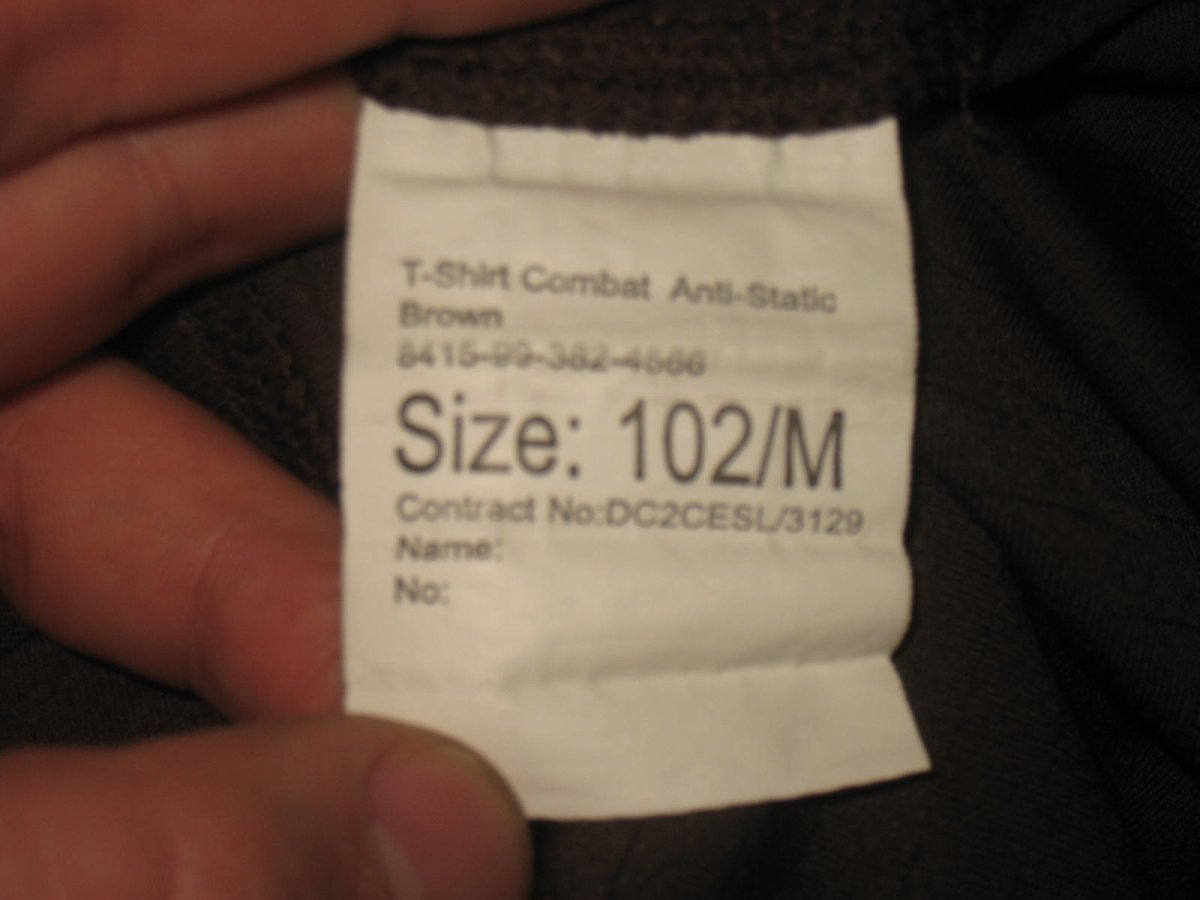 T-Shirt Combat Anti-Static
Brown
8415-99-382-4566
Size: 102/M
Contract No:DC2CESL/3129
Name:
No: